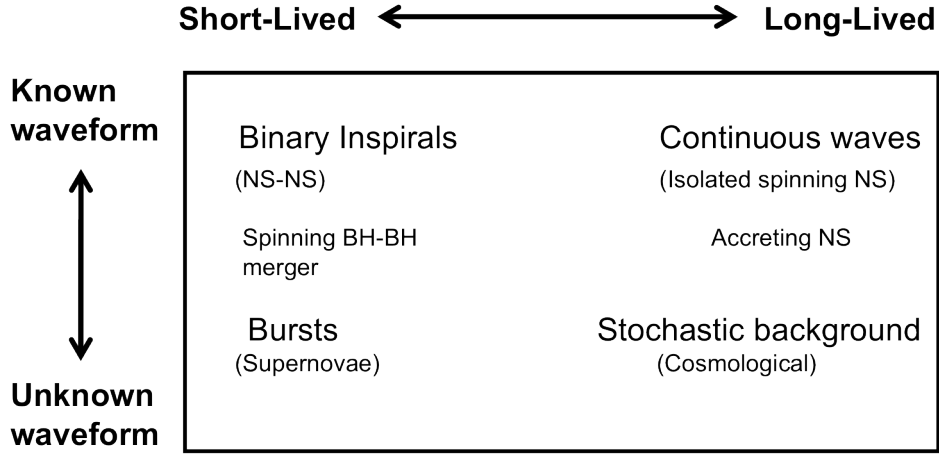 Short-Lived Long-Lived
Known
waveform
Binary Inspirals Continuous waves
(NS-NS) (Isolated spinning NS)
Spinning BH-BH Accreting NS
merger
Bursts Stochastic background
(Supernovae) (Cosmological)
Unknown
waveform